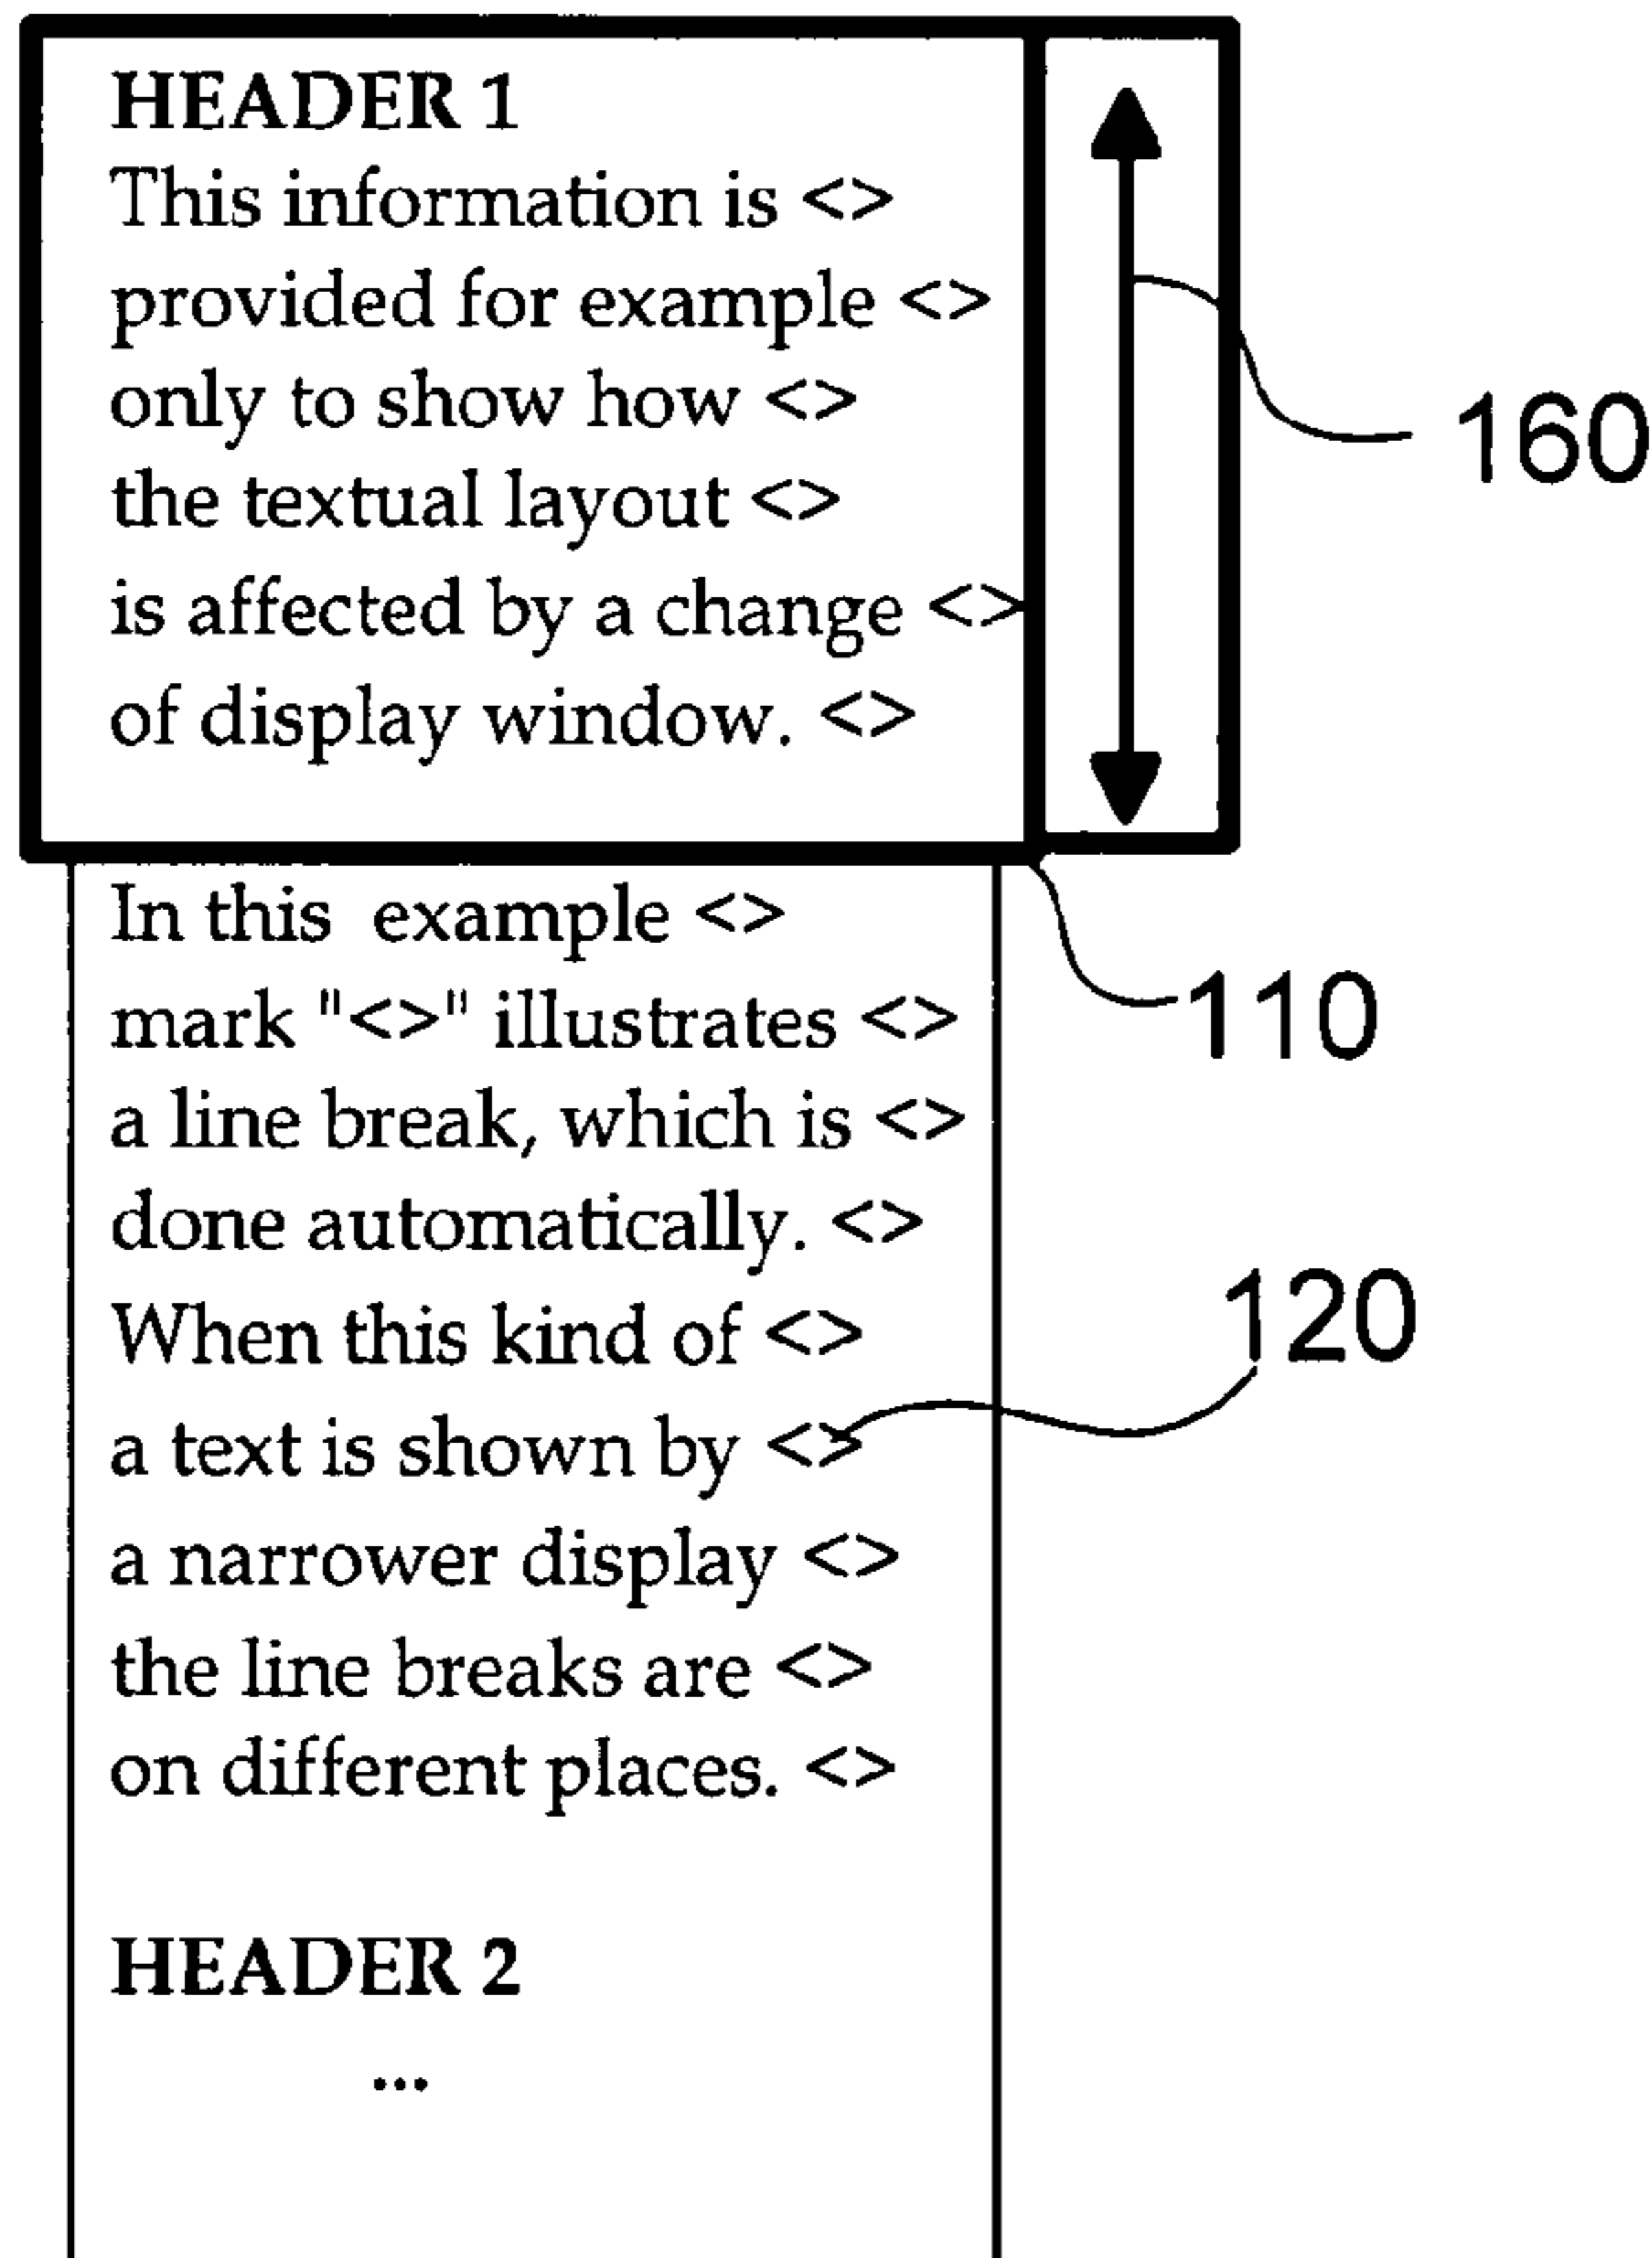 HEADER 1
This information is <>
provided for example <>
only to show how <>
the textual layout <>
is affected by a change <>
of display window. <>
160
In this example <>
110
mark "<>" illustrates <>
a line break, which is <>
done automatically. <>
When this kind of <>
120
a text is shown by <>
a narrower display <>
the line breaks are <>
on different places. <>
HEADER 2
...